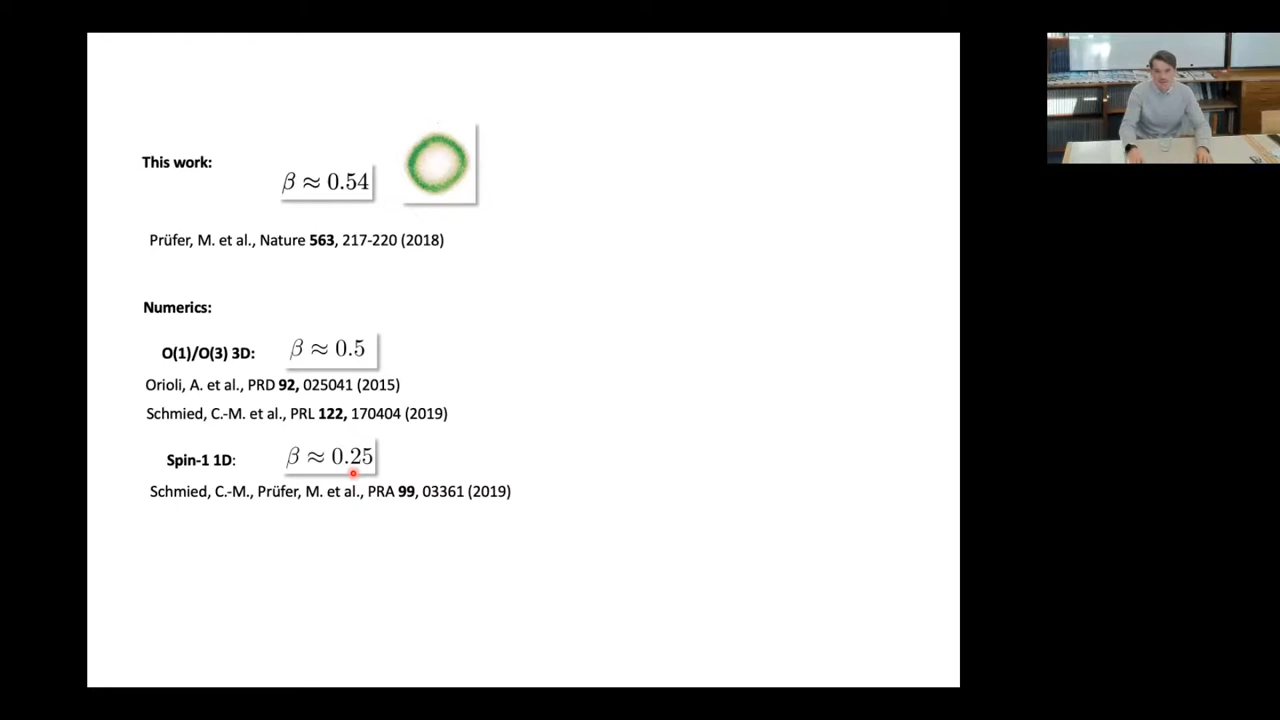 This work:
β ≈ 0.54
Prüfer, M. et al., Nature 563, 217-220 (2018)
Numerics:
O(1)/O(3) 3D: β ≈ 0.5
Orioli, A. et al., PRD 92, 025041 (2015)
Schmied, C.-M. et al., PRL 122, 170404 (2019)
Spin-1 1D: β ≈ 0.25
Schmied, C.-M., Prüfer, M. et al., PRA 99, 03361 (2019)